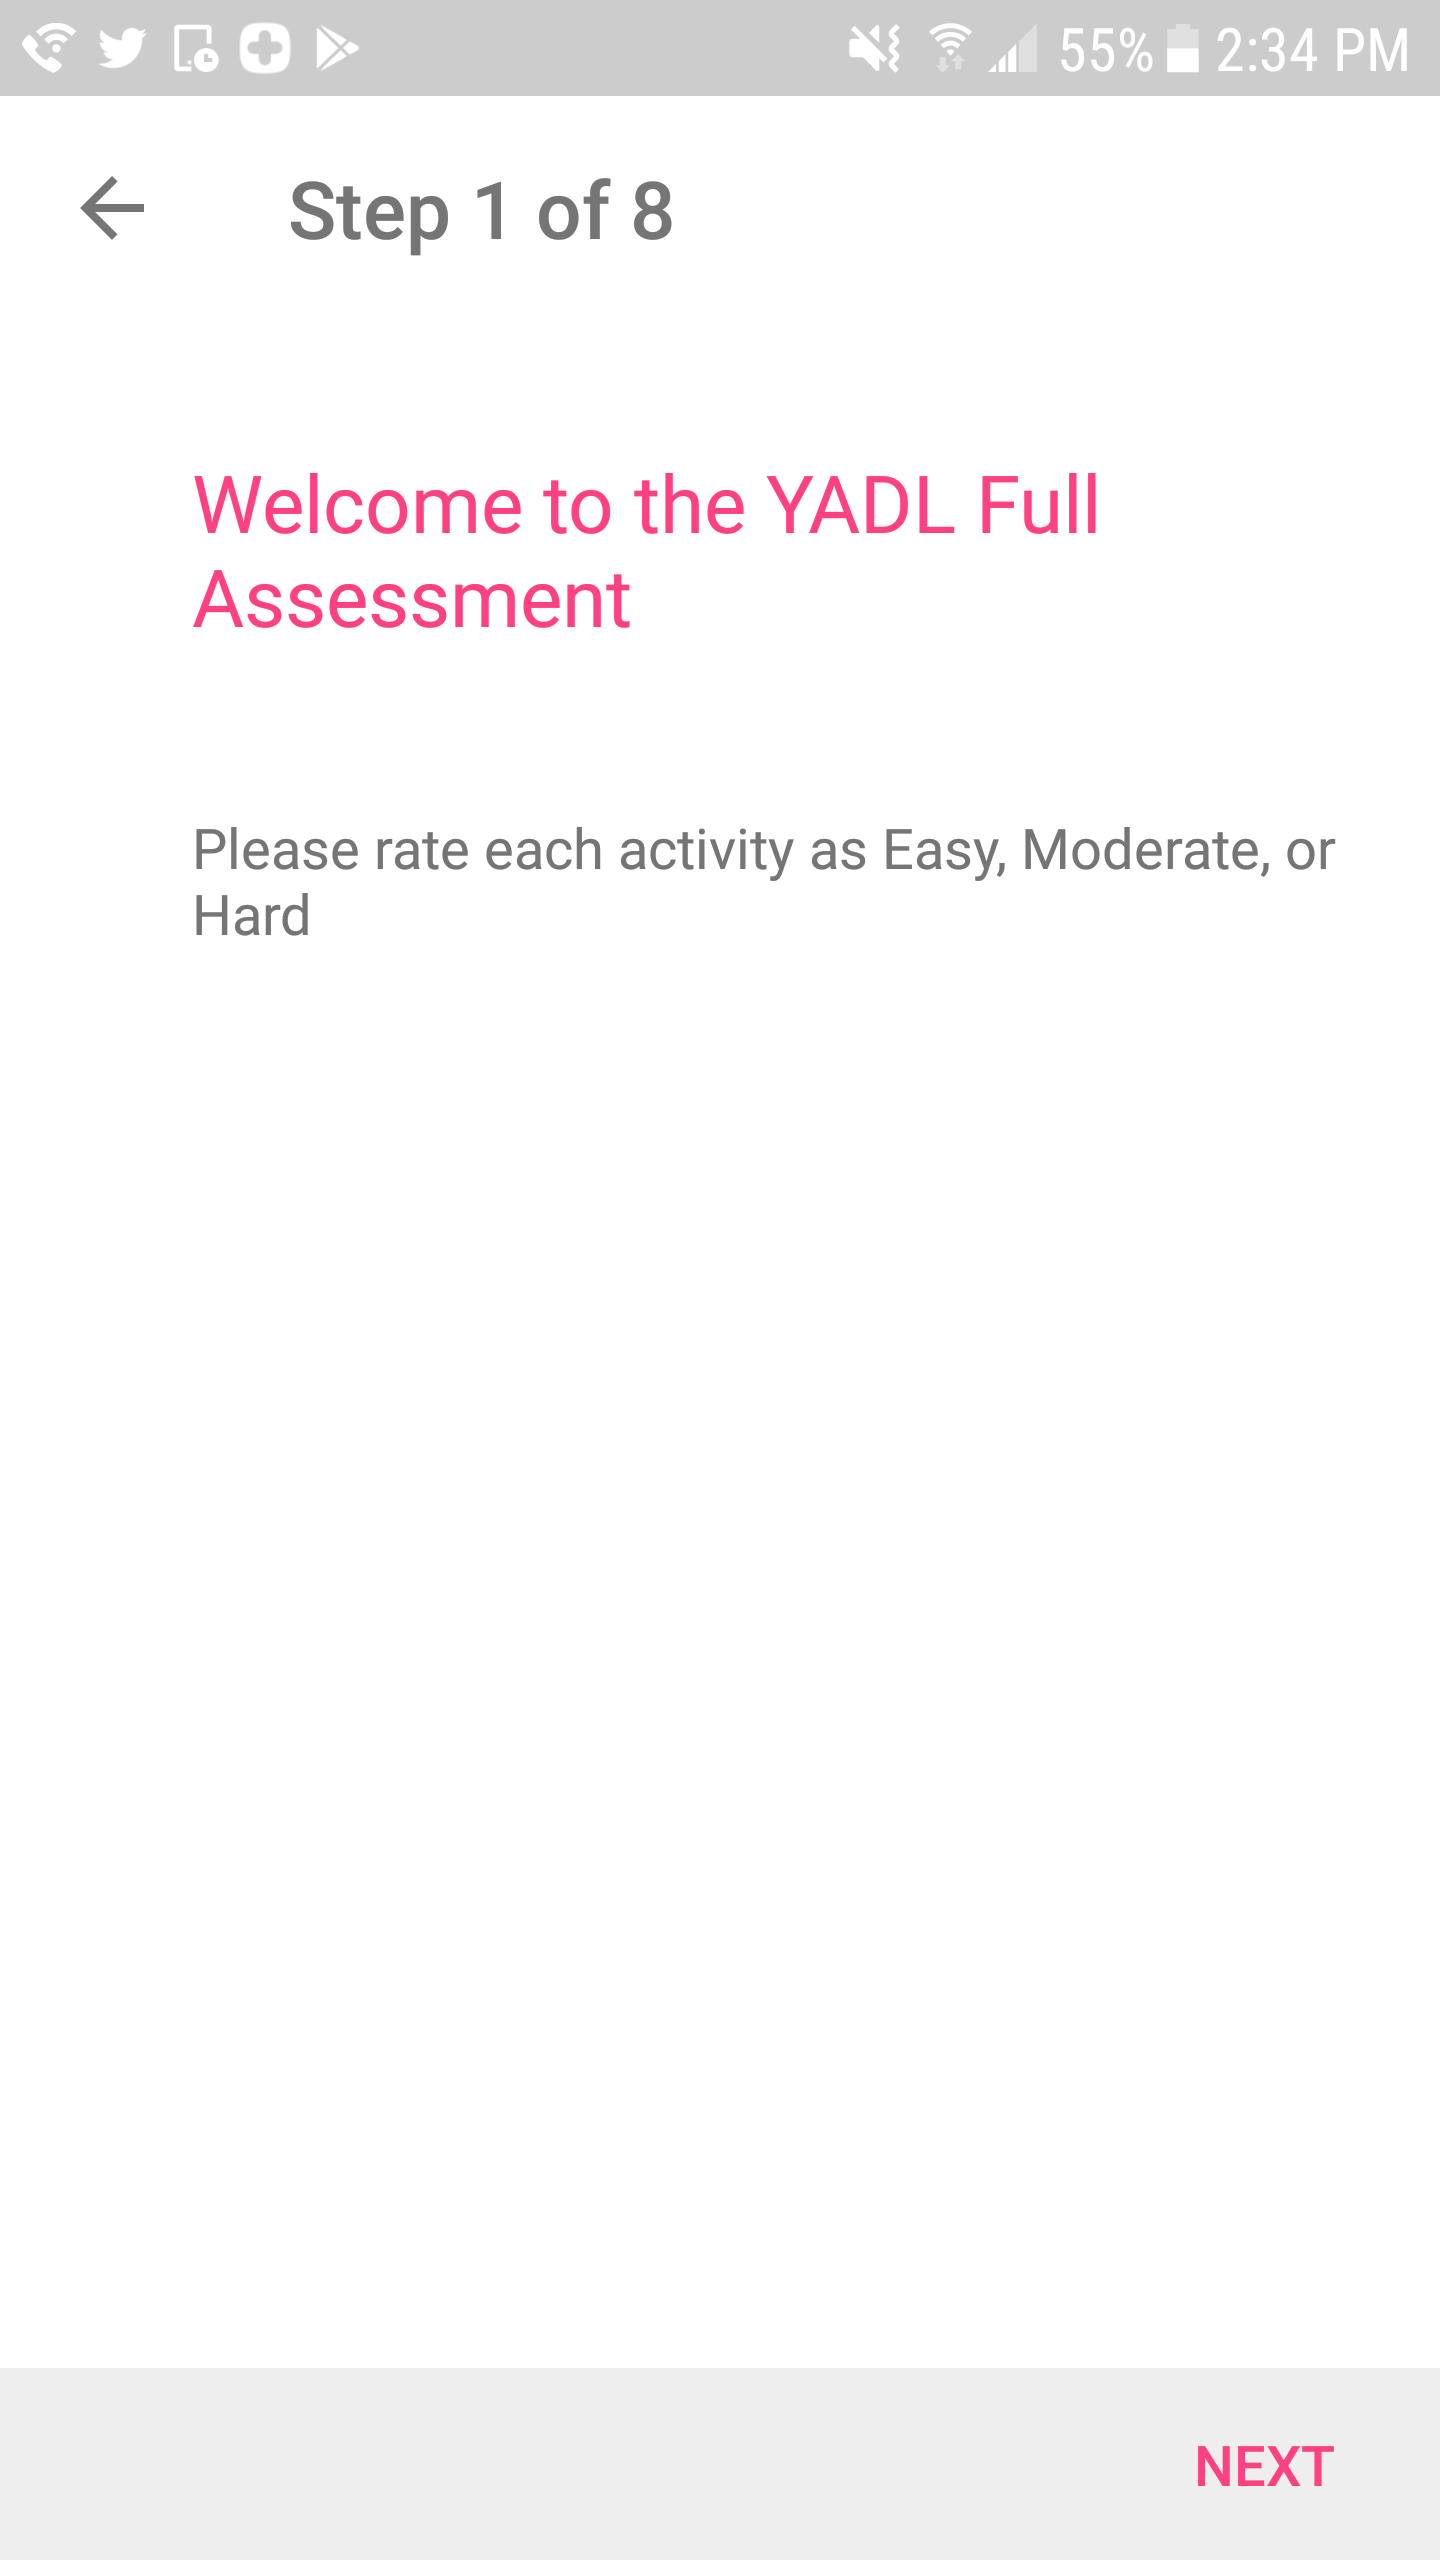 55% 2:34 PM
Step 1 of 8
Welcome to the YADL Full
Assessment
Please rate each activity as Easy, Moderate, or
Hard
NEXT